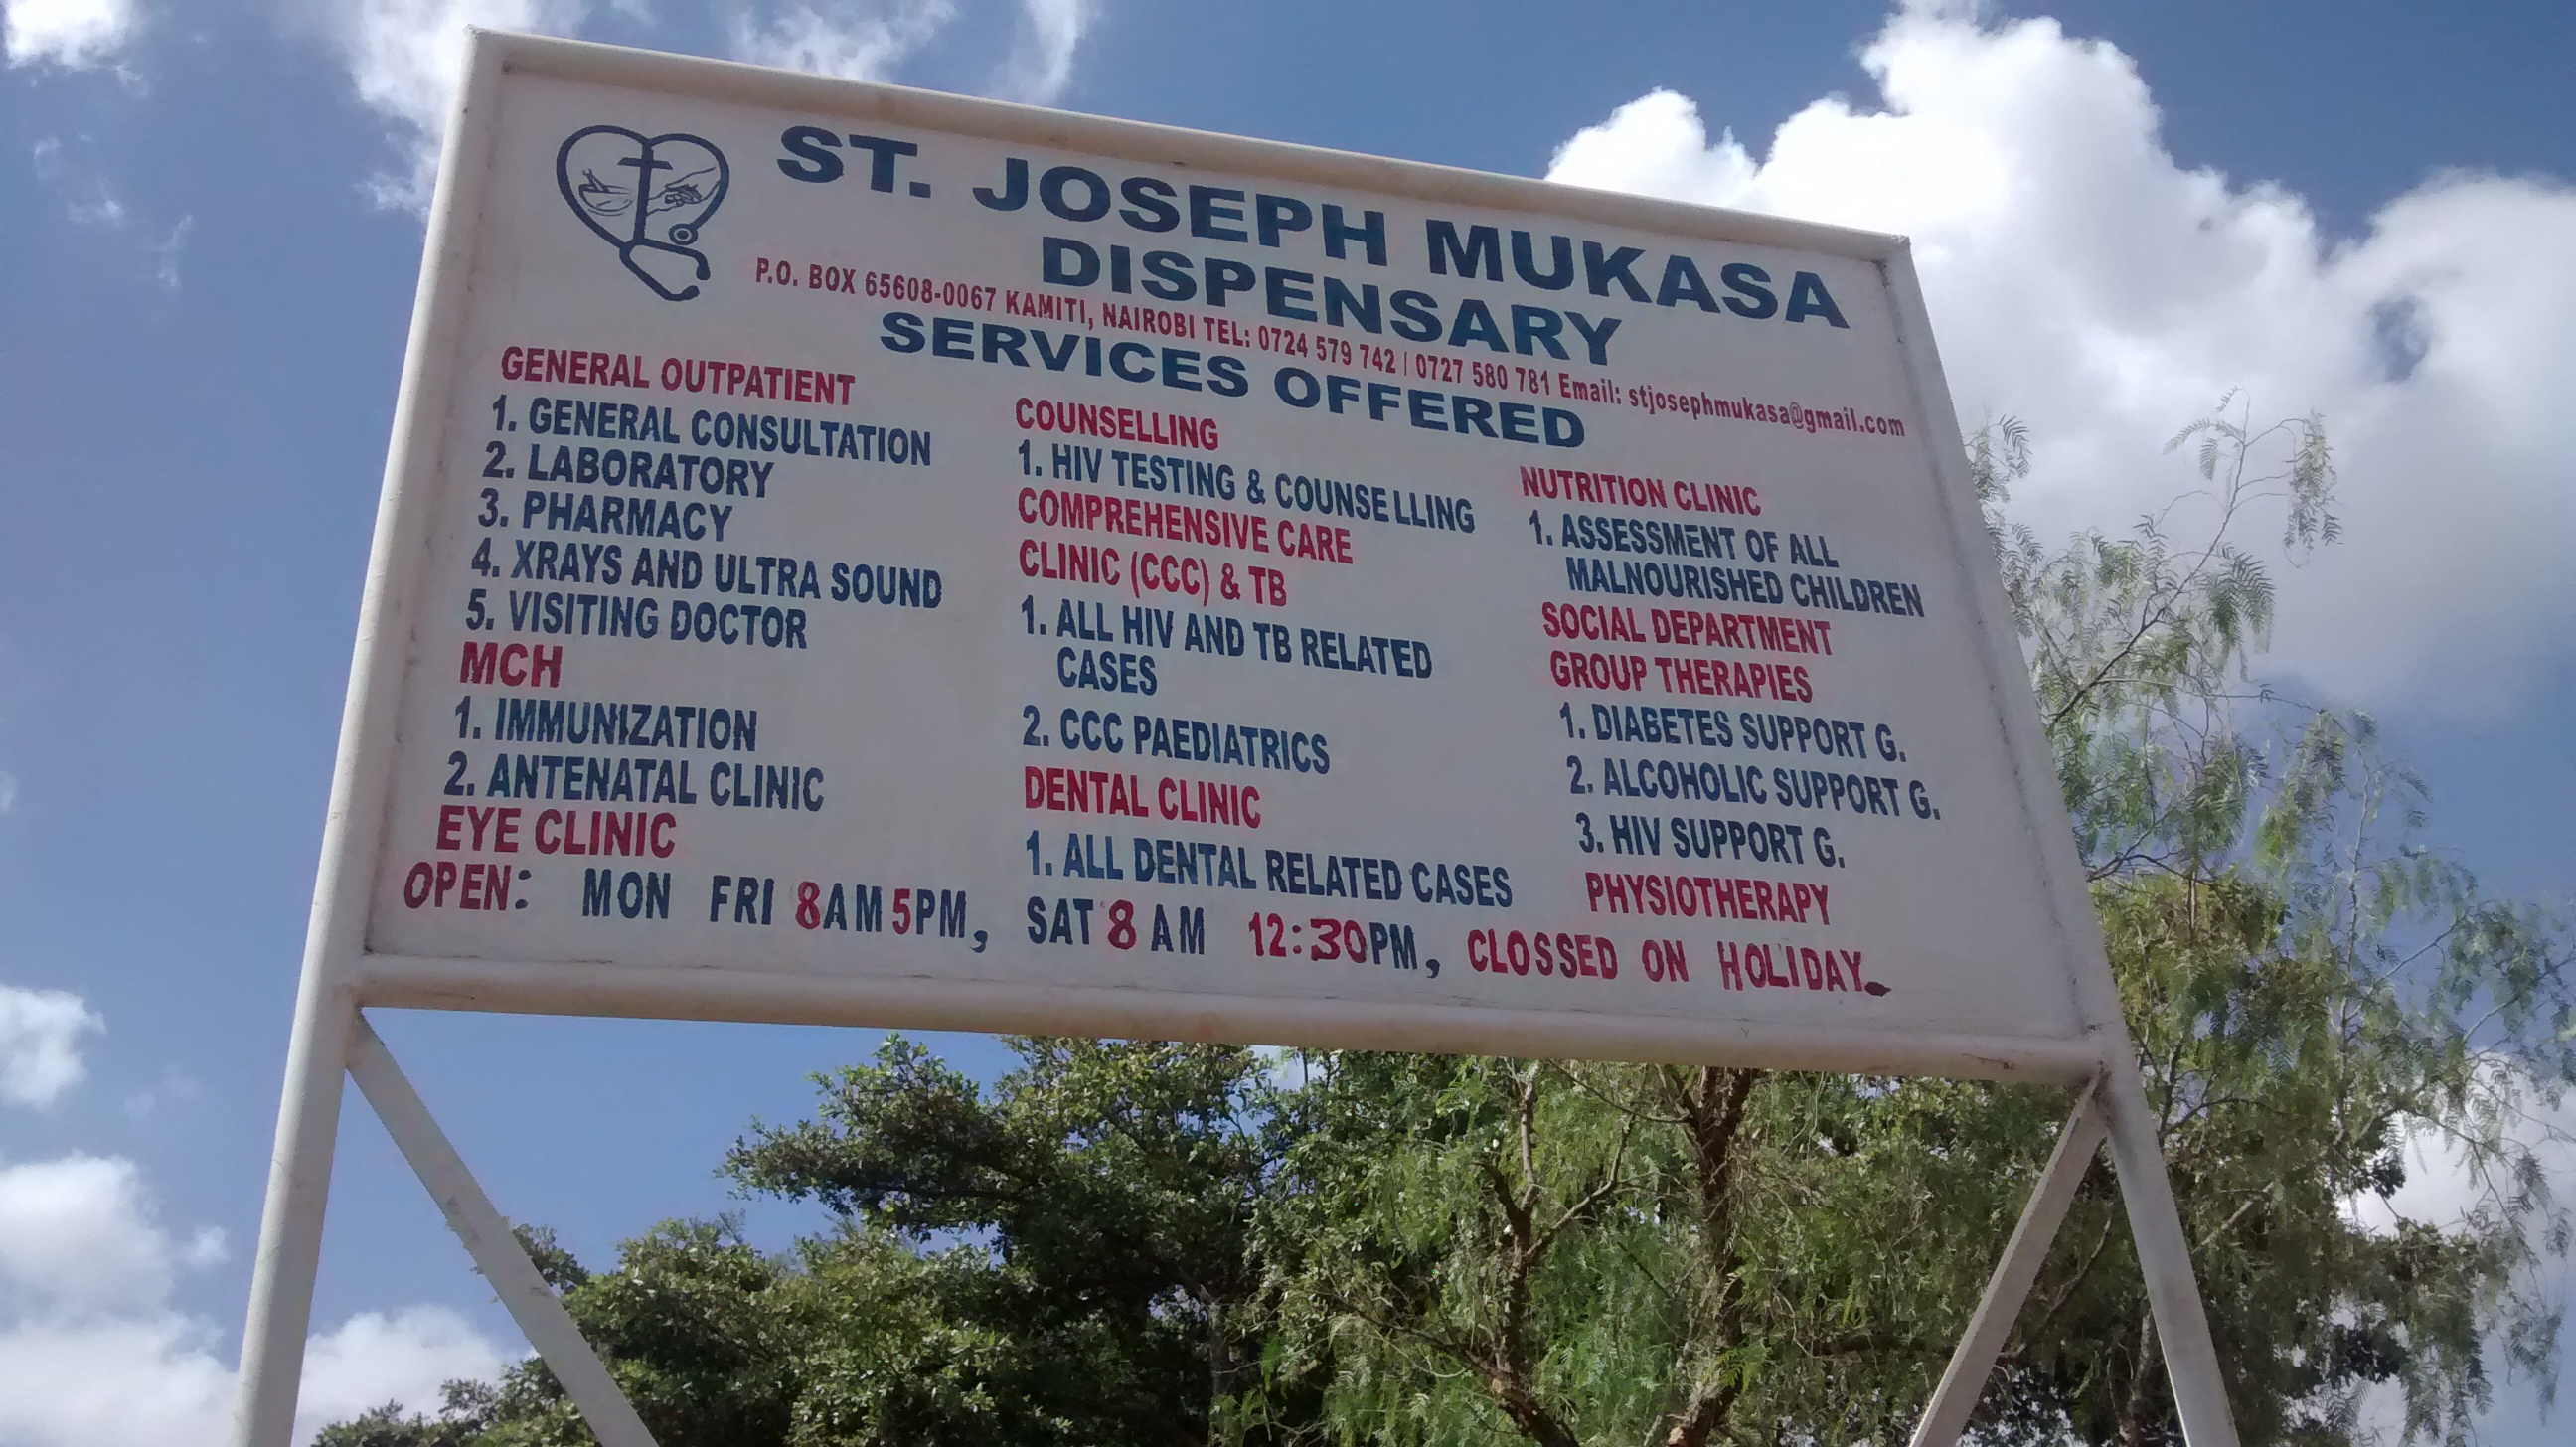 ST. JOSEPH MUKASA
DISPENSARY
P.O. BOX 65608-0067 KAMITI, NAIROBI TEL: 0724 579 742 / 0727 580 781 Email: stjosephmukasa@gmail.com
SERVICES OFFERED
GENERAL OUTPATIENT
1. GENERAL CONSULTATION
2. LABORATORY
3. PHARMACY
4. XRAYS AND ULTRA SOUND
5. VISITING DOCTOR
MCH
1. IMMUNIZATION
2. ANTENATAL CLINIC
EYE CLINIC
COUNSELLING
1. HIV TESTING & COUNSELLING
COMPREHENSIVE CARE
CLINIC (CCC) & TB
1. ALL HIV AND TB RELATED
CASES
2. CCC PAEDIATRICS
DENTAL CLINIC
1. ALL DENTAL RELATED CASES
NUTRITION CLINIC
1. ASSESSMENT OF ALL
MALNOURISHED CHILDREN
SOCIAL DEPARTMENT
GROUP THERAPIES
1. DIABETES SUPPORT G.
2. ALCOHOLIC SUPPORT G.
3. HIV SUPPORT G.
PHYSIOTHERAPY
OPEN: MON FRI 8AM 5PM, SAT 8 AM 12:30PM, CLOSSED ON HOLIDAY.